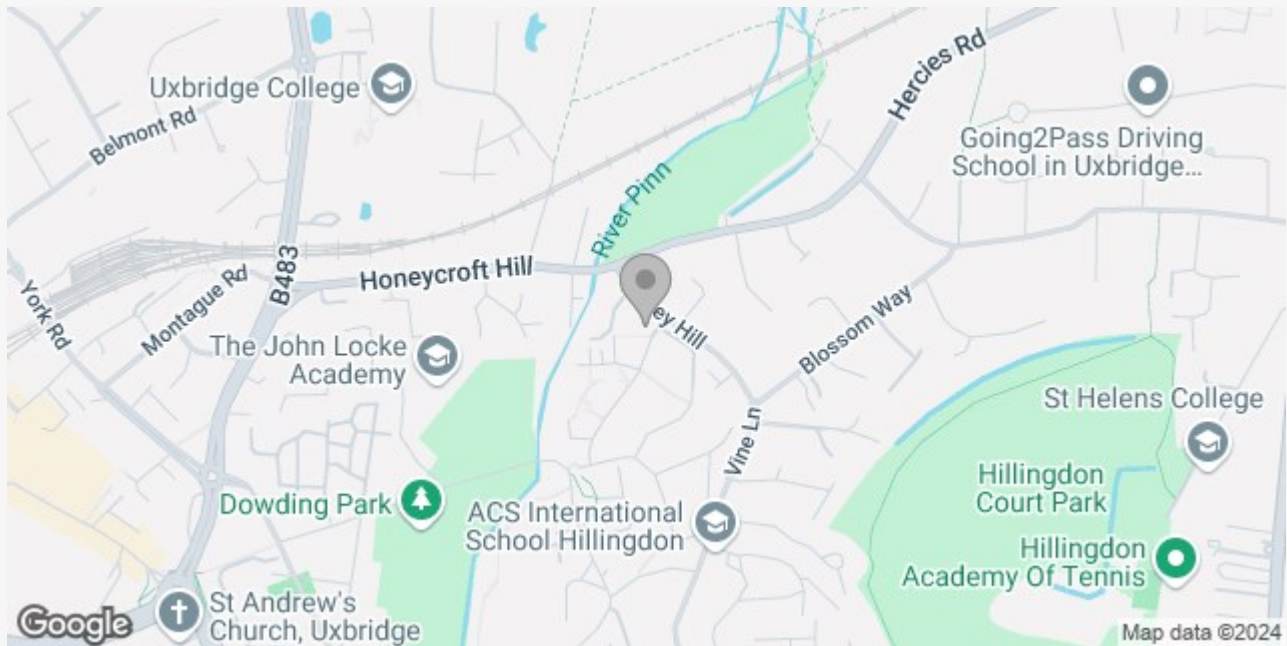 Uxbridge College
Belmont Rd
Hercies Rd
Going2Pass Driving
School in Uxbridge...
River Pinn
B483
Honeycroft Hill
York Rd
Montague Rd
The John Locke
Academy
ey Hill
Blossom Way
St Helens College
Vine Ln
Dowding Park
ACS International
School Hillingdon
Hillingdon
Court Park
Hillingdon
Academy Of Tennis
St Andrew's
Church, Uxbridge
Google
Map data ©2024